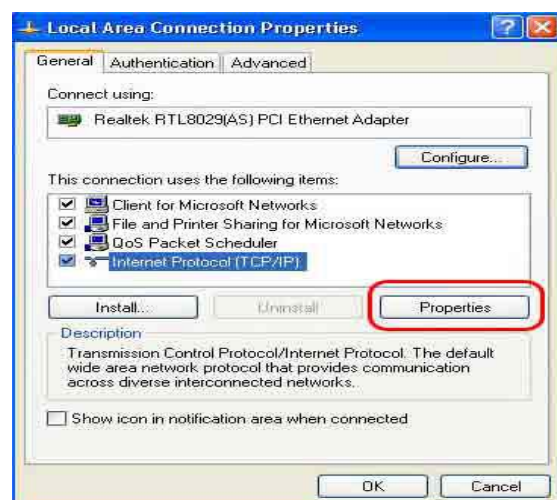 Local Area Connection Properties
General Authentication Advanced
Connect using:
Realtek RTL8029(AS) PCI Ethernet Adapter
Configure...
This connection uses the following items:
Client for Microsoft Networks
File and Printer Sharing for Microsoft Networks
QoS Packet Scheduler
Internet Protocol (TCP/IP)
Install... Uninstall Properties
Description
Transmission Control Protocol/Internet Protocol. The default
wide area network protocol that provides communication
across diverse interconnected networks.
Show icon in notification area when connected
OK Cancel